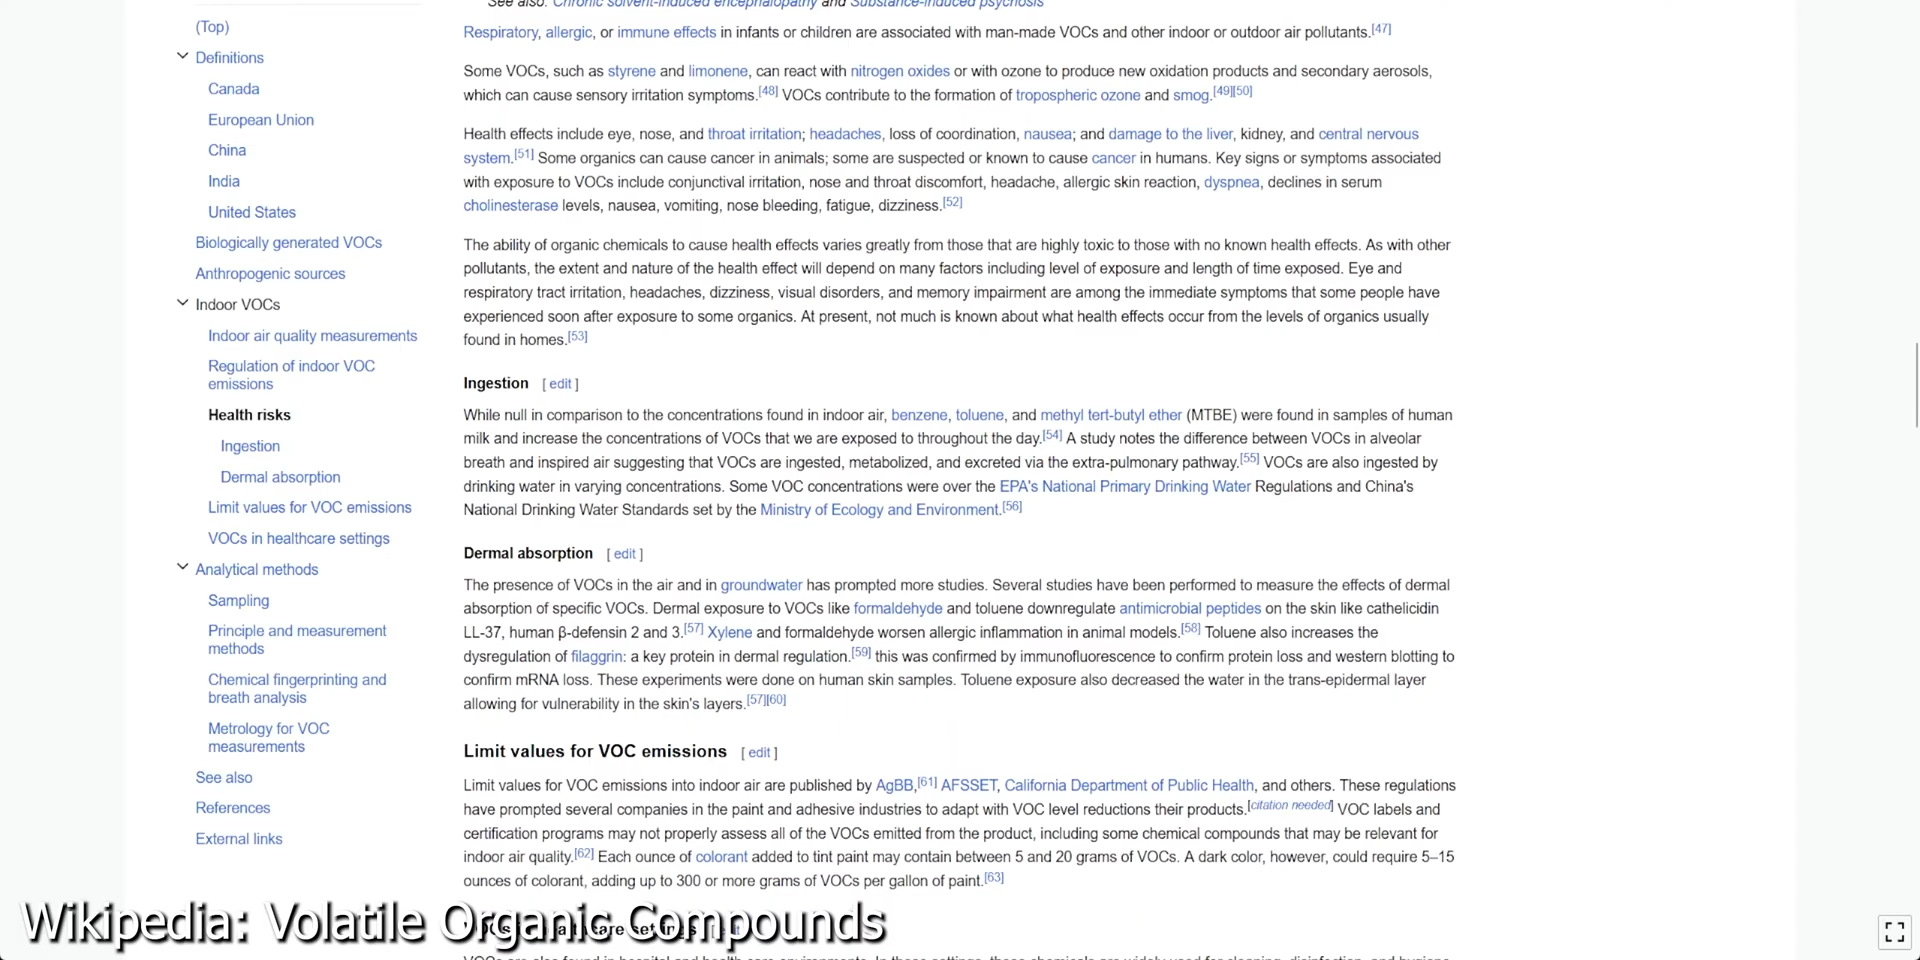 See also: Chronic solvent-induced encephalopathy and Substance-induced psychosis
(Top)
Definitions
Canada
European Union
China
India
United States
Biologically generated VOCs
Anthropogenic sources
Indoor VOCs
Indoor air quality measurements
Regulation of indoor VOC
emissions
Health risks
Ingestion
Dermal absorption
Limit values for VOC emissions
VOCs in healthcare settings
Analytical methods
Sampling
Principle and measurement
methods
Chemical fingerprinting and
breath analysis
Metrology for VOC
measurements
See also
References
External links
Respiratory, allergic, or immune effects in infants or children are associated with man-made VOCs and other indoor or outdoor air pollutants.[47]
Some VOCs, such as styrene and limonene, can react with nitrogen oxides or with ozone to produce new oxidation products and secondary aerosols,
which can cause sensory irritation symptoms.[48] VOCs contribute to the formation of tropospheric ozone and smog.[49][50]
Health effects include eye, nose, and throat irritation; headaches, loss of coordination, nausea; and damage to the liver, kidney, and central nervous
system.[51] Some organics can cause cancer in animals; some are suspected or known to cause cancer in humans. Key signs or symptoms associated
with exposure to VOCs include conjunctival irritation, nose and throat discomfort, headache, allergic skin reaction, dyspnea, declines in serum
cholinesterase levels, nausea, vomiting, nose bleeding, fatigue, dizziness.[52]
The ability of organic chemicals to cause health effects varies greatly from those that are highly toxic to those with no known health effects. As with other
pollutants, the extent and nature of the health effect will depend on many factors including level of exposure and length of time exposed. Eye and
respiratory tract irritation, headaches, dizziness, visual disorders, and memory impairment are among the immediate symptoms that some people have
experienced soon after exposure to some organics. At present, not much is known about what health effects occur from the levels of organics usually
found in homes.[53]
Ingestion [ edit ]
While null in comparison to the concentrations found in indoor air, benzene, toluene, and methyl tert-butyl ether (MTBE) were found in samples of human
milk and increase the concentrations of VOCs that we are exposed to throughout the day.[54] A study notes the difference between VOCs in alveolar
breath and inspired air suggesting that VOCs are ingested, metabolized, and excreted via the extra-pulmonary pathway.[55] VOCs are also ingested by
drinking water in varying concentrations. Some VOC concentrations were over the EPA's National Primary Drinking Water Regulations and China's
National Drinking Water Standards set by the Ministry of Ecology and Environment.[56]
Dermal absorption [ edit ]
The presence of VOCs in the air and in groundwater has prompted more studies. Several studies have been performed to measure the effects of dermal
absorption of specific VOCs. Dermal exposure to VOCs like formaldehyde and toluene downregulate antimicrobial peptides on the skin like cathelicidin
LL-37, human β-defensin 2 and 3.[57] Xylene and formaldehyde worsen allergic inflammation in animal models.[58] Toluene also increases the
dysregulation of filaggrin: a key protein in dermal regulation.[59] this was confirmed by immunofluorescence to confirm protein loss and western blotting to
confirm mRNA loss. These experiments were done on human skin samples. Toluene exposure also decreased the water in the trans-epidermal layer
allowing for vulnerability in the skin's layers.[57][60]
Limit values for VOC emissions [ edit ]
Limit values for VOC emissions into indoor air are published by AgBB,[61] AFSSET, California Department of Public Health, and others. These regulations
have prompted several companies in the paint and adhesive industries to adapt with VOC level reductions their products.[citation needed] VOC labels and
certification programs may not properly assess all of the VOCs emitted from the product, including some chemical compounds that may be relevant for
indoor air quality.[62] Each ounce of colorant added to tint paint may contain between 5 and 20 grams of VOCs. A dark color, however, could require 5–15
ounces of colorant, adding up to 300 or more grams of VOCs per gallon of paint.[63]
Wikipedia: Volatile Organic Compounds